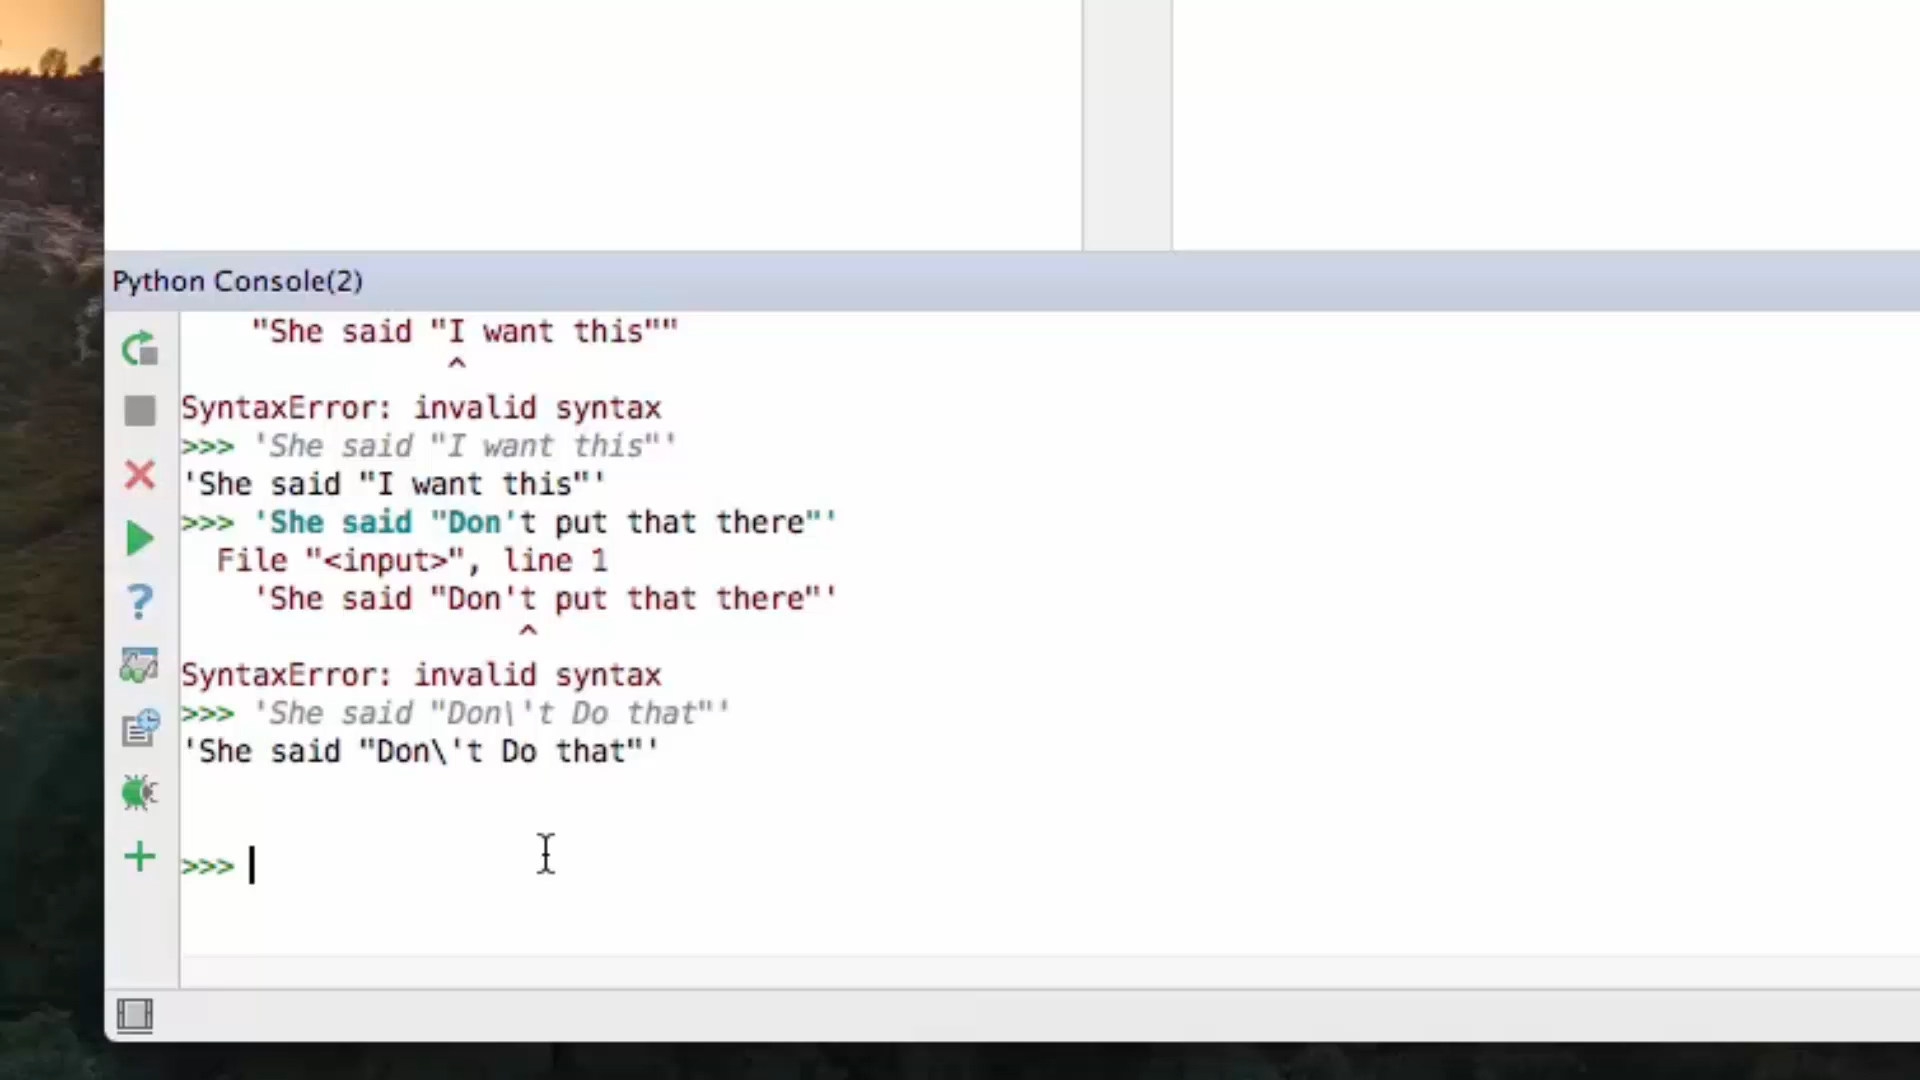 Python Console(2)
"She said "I want this""
^
SyntaxError: invalid syntax
>>> 'She said "I want this"'
'She said "I want this"'
>>> 'She said "Don't put that there"'
File "<input>", line 1
'She said "Don't put that there"'
^
SyntaxError: invalid syntax
>>> 'She said "Don\'t Do that"'
'She said "Don\'t Do that"'
>>>